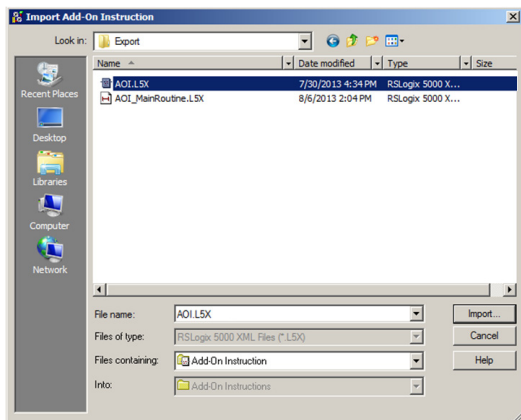 Import Add-On Instruction
Look in: Export
Name Date modified Type Size
AOI.L5X 7/30/2013 4:34 PM RSLogix 5000 X...
AOI_MainRoutine.L5X 8/6/2013 2:04 PM RSLogix 5000 X...
Recent Places
Desktop
Libraries
Computer
Network
File name: AOI.L5X Import...
Files of type: RSLogix 5000 XML Files (*.L5X) Cancel
Files containing: Add-On Instruction Help
Into: Add-On Instructions